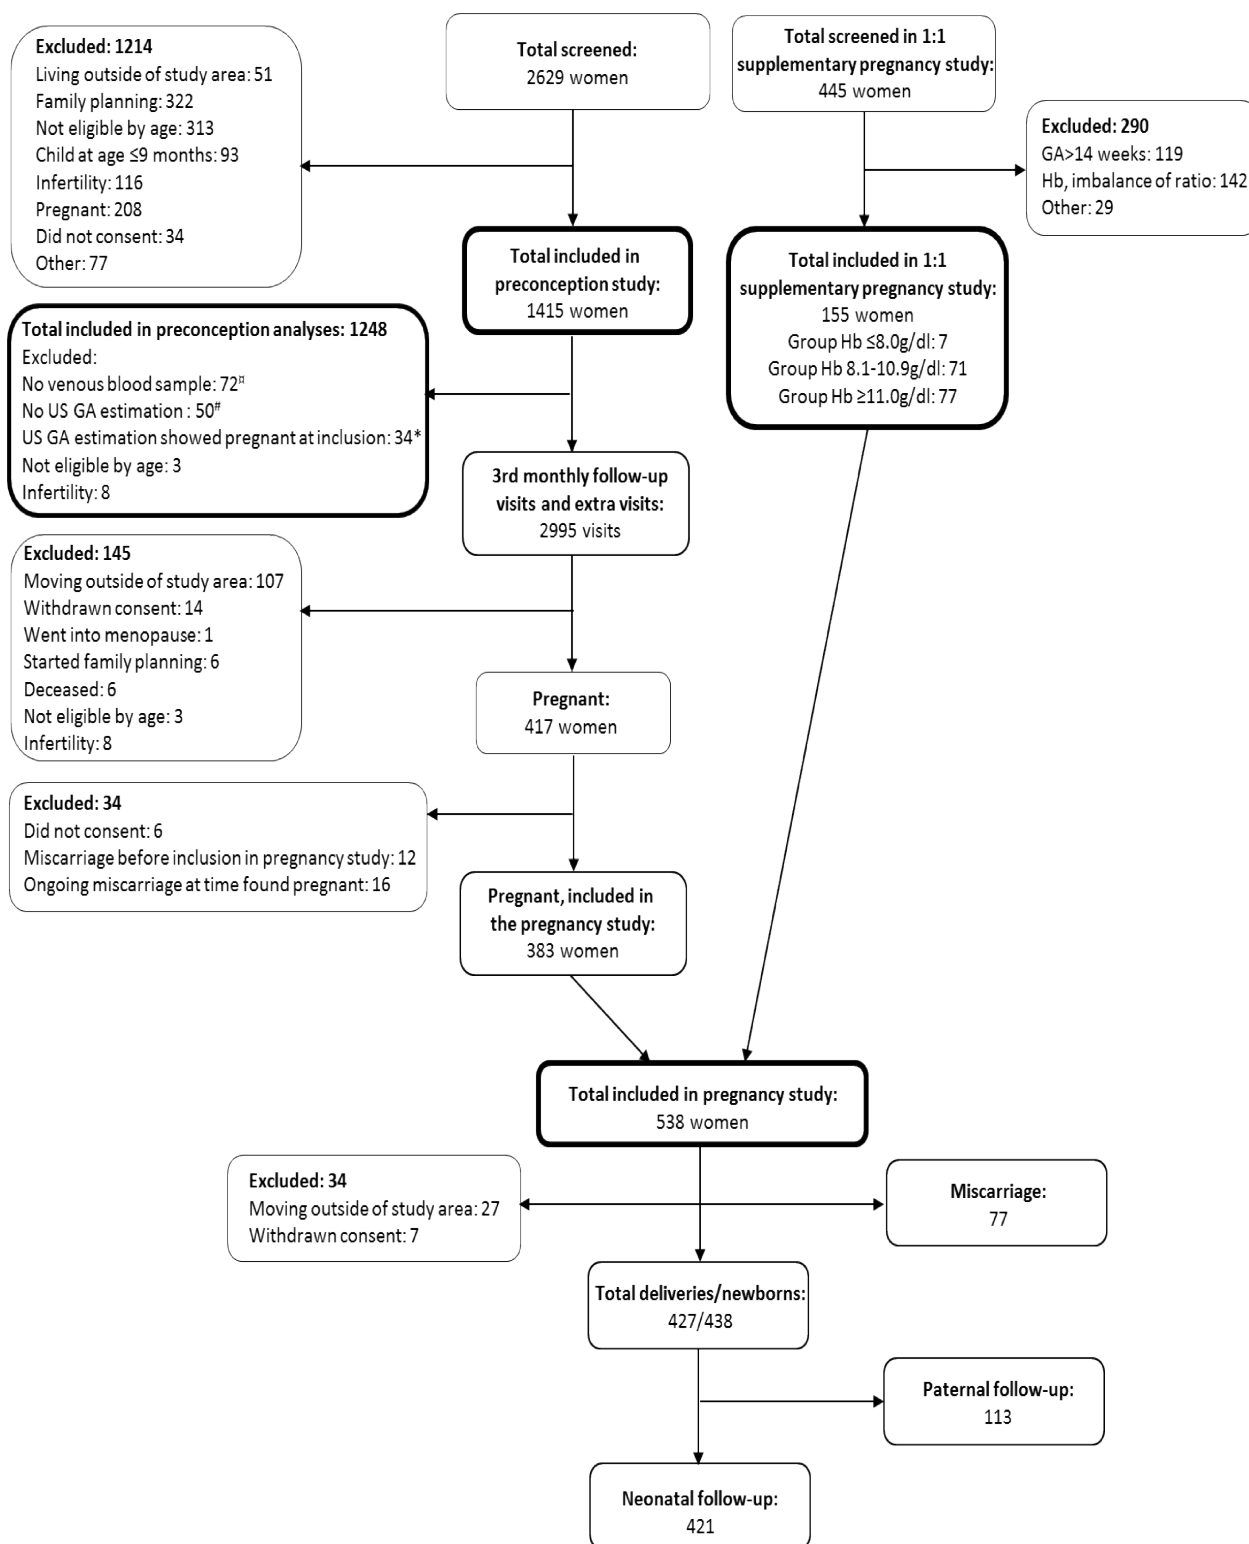 Excluded: 1214
Living outside of study area: 51
Family planning: 322
Not eligible by age: 313
Child at age ≤9 months: 93
Infertility: 116
Pregnant: 208
Did not consent: 34
Other: 77
Total screened:
2629 women
Total screened in 1:1
supplementary pregnancy study:
445 women
Excluded: 290
GA>14 weeks: 119
Hb, imbalance of ratio: 142
Other: 29
Total included in
preconception study:
1415 women
Total included in 1:1
supplementary pregnancy study:
155 women
Group Hb ≤8.0g/dl: 7
Group Hb 8.1-10.9g/dl: 71
Group Hb ≥11.0g/dl: 77
Total included in preconception analyses: 1248
Excluded:
No venous blood sample: 72¤
No US GA estimation : 50#
US GA estimation showed pregnant at inclusion: 34*
Not eligible by age: 3
Infertility: 8
3rd monthly follow-up
visits and extra visits:
2995 visits
Excluded: 145
Moving outside of study area: 107
Withdrawn consent: 14
Went into menopause: 1
Started family planning: 6
Deceased: 6
Not eligible by age: 3
Infertility: 8
Pregnant:
417 women
Excluded: 34
Did not consent: 6
Miscarriage before inclusion in pregnancy study: 12
Ongoing miscarriage at time found pregnant: 16
Pregnant, included in
the pregnancy study:
383 women
Total included in pregnancy study:
538 women
Excluded: 34
Moving outside of study area: 27
Withdrawn consent: 7
Miscarriage:
77
Total deliveries/newborns:
427/438
Paternal follow-up:
113
Neonatal follow-up:
421